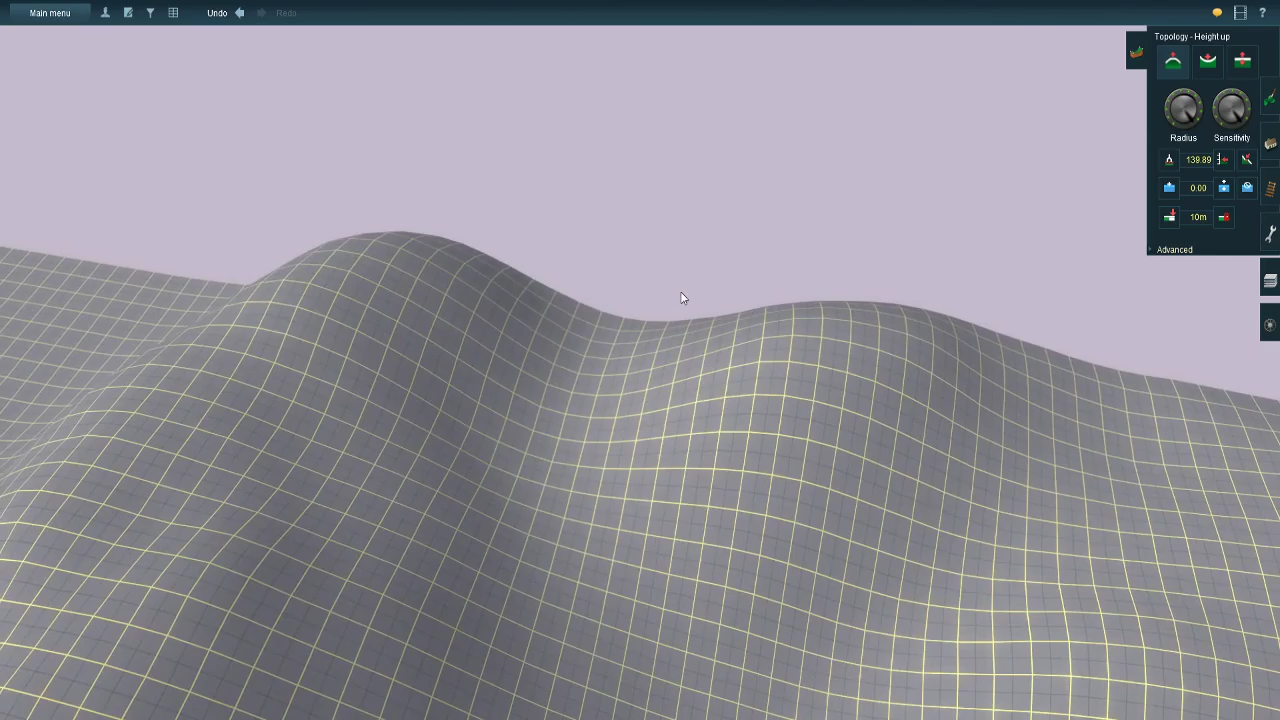 Main menu
Undo
Redo
?
Topology - Height up
Radius
Sensitivity
139.89
0.00
10m
Advanced